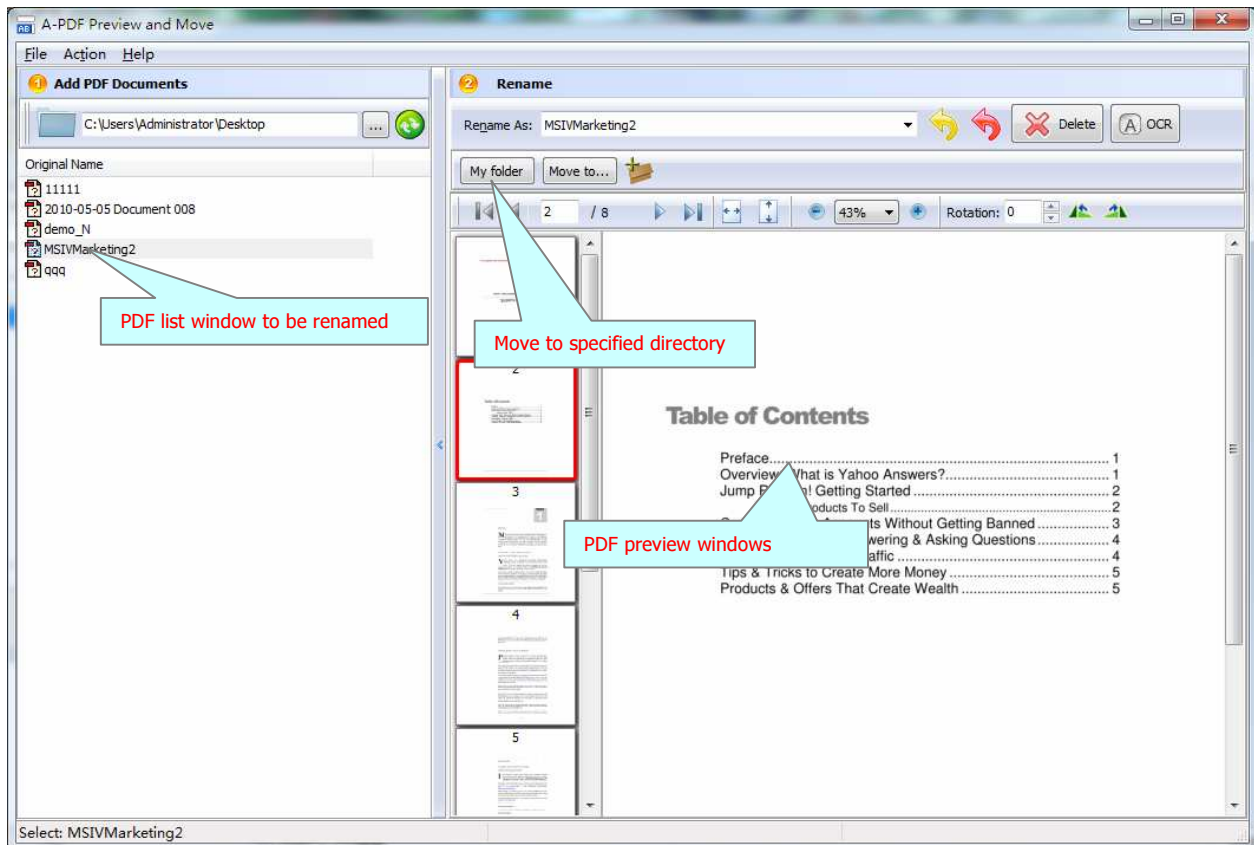 A-PDF Preview and Move
File Action Help
1 Add PDF Documents
C:\Users\Administrator\Desktop ...
Original Name
11111
2010-05-05 Document 008
demo_N
MSIVMarketing2
qqq
PDF list window to be renamed
2 Rename
Rename As: MSIVMarketing2 Delete A OCR
My folder Move to...
2 / 8 43% Rotation: 0
Move to specified directory
2
3
4
5
Table of Contents
Preface 1
Overview What is Yahoo Answers? 1
Jump Getting Started 2
To Sell 2
Without Getting Banned 3
& Asking Questions 4
4
Tips & Tricks to Create More Money 5
Products & Offers That Create Wealth 5
PDF preview windows
Select: MSIVMarketing2